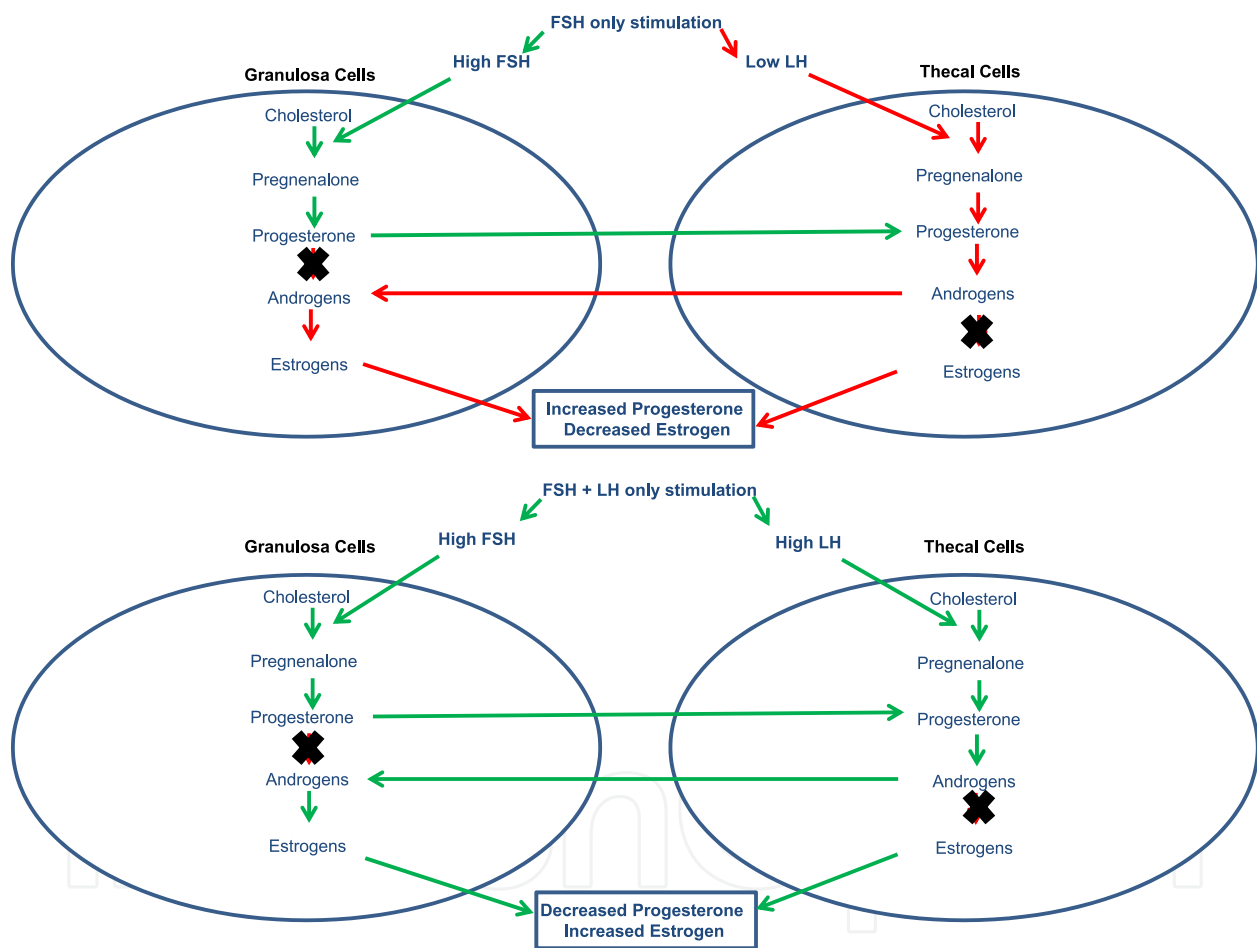 FSH only stimulation
High FSH
Low LH
Granulosa Cells
Thecal Cells
Cholesterol
Pregnenalone
Progesterone
Androgens
Estrogens
Cholesterol
Pregnenalone
Progesterone
Androgens
Estrogens
Increased Progesterone
Decreased Estrogen
FSH + LH only stimulation
High FSH
High LH
Granulosa Cells
Thecal Cells
Cholesterol
Pregnenalone
Progesterone
Androgens
Estrogens
Cholesterol
Pregnenalone
Progesterone
Androgens
Estrogens
Decreased Progesterone
Increased Estrogen